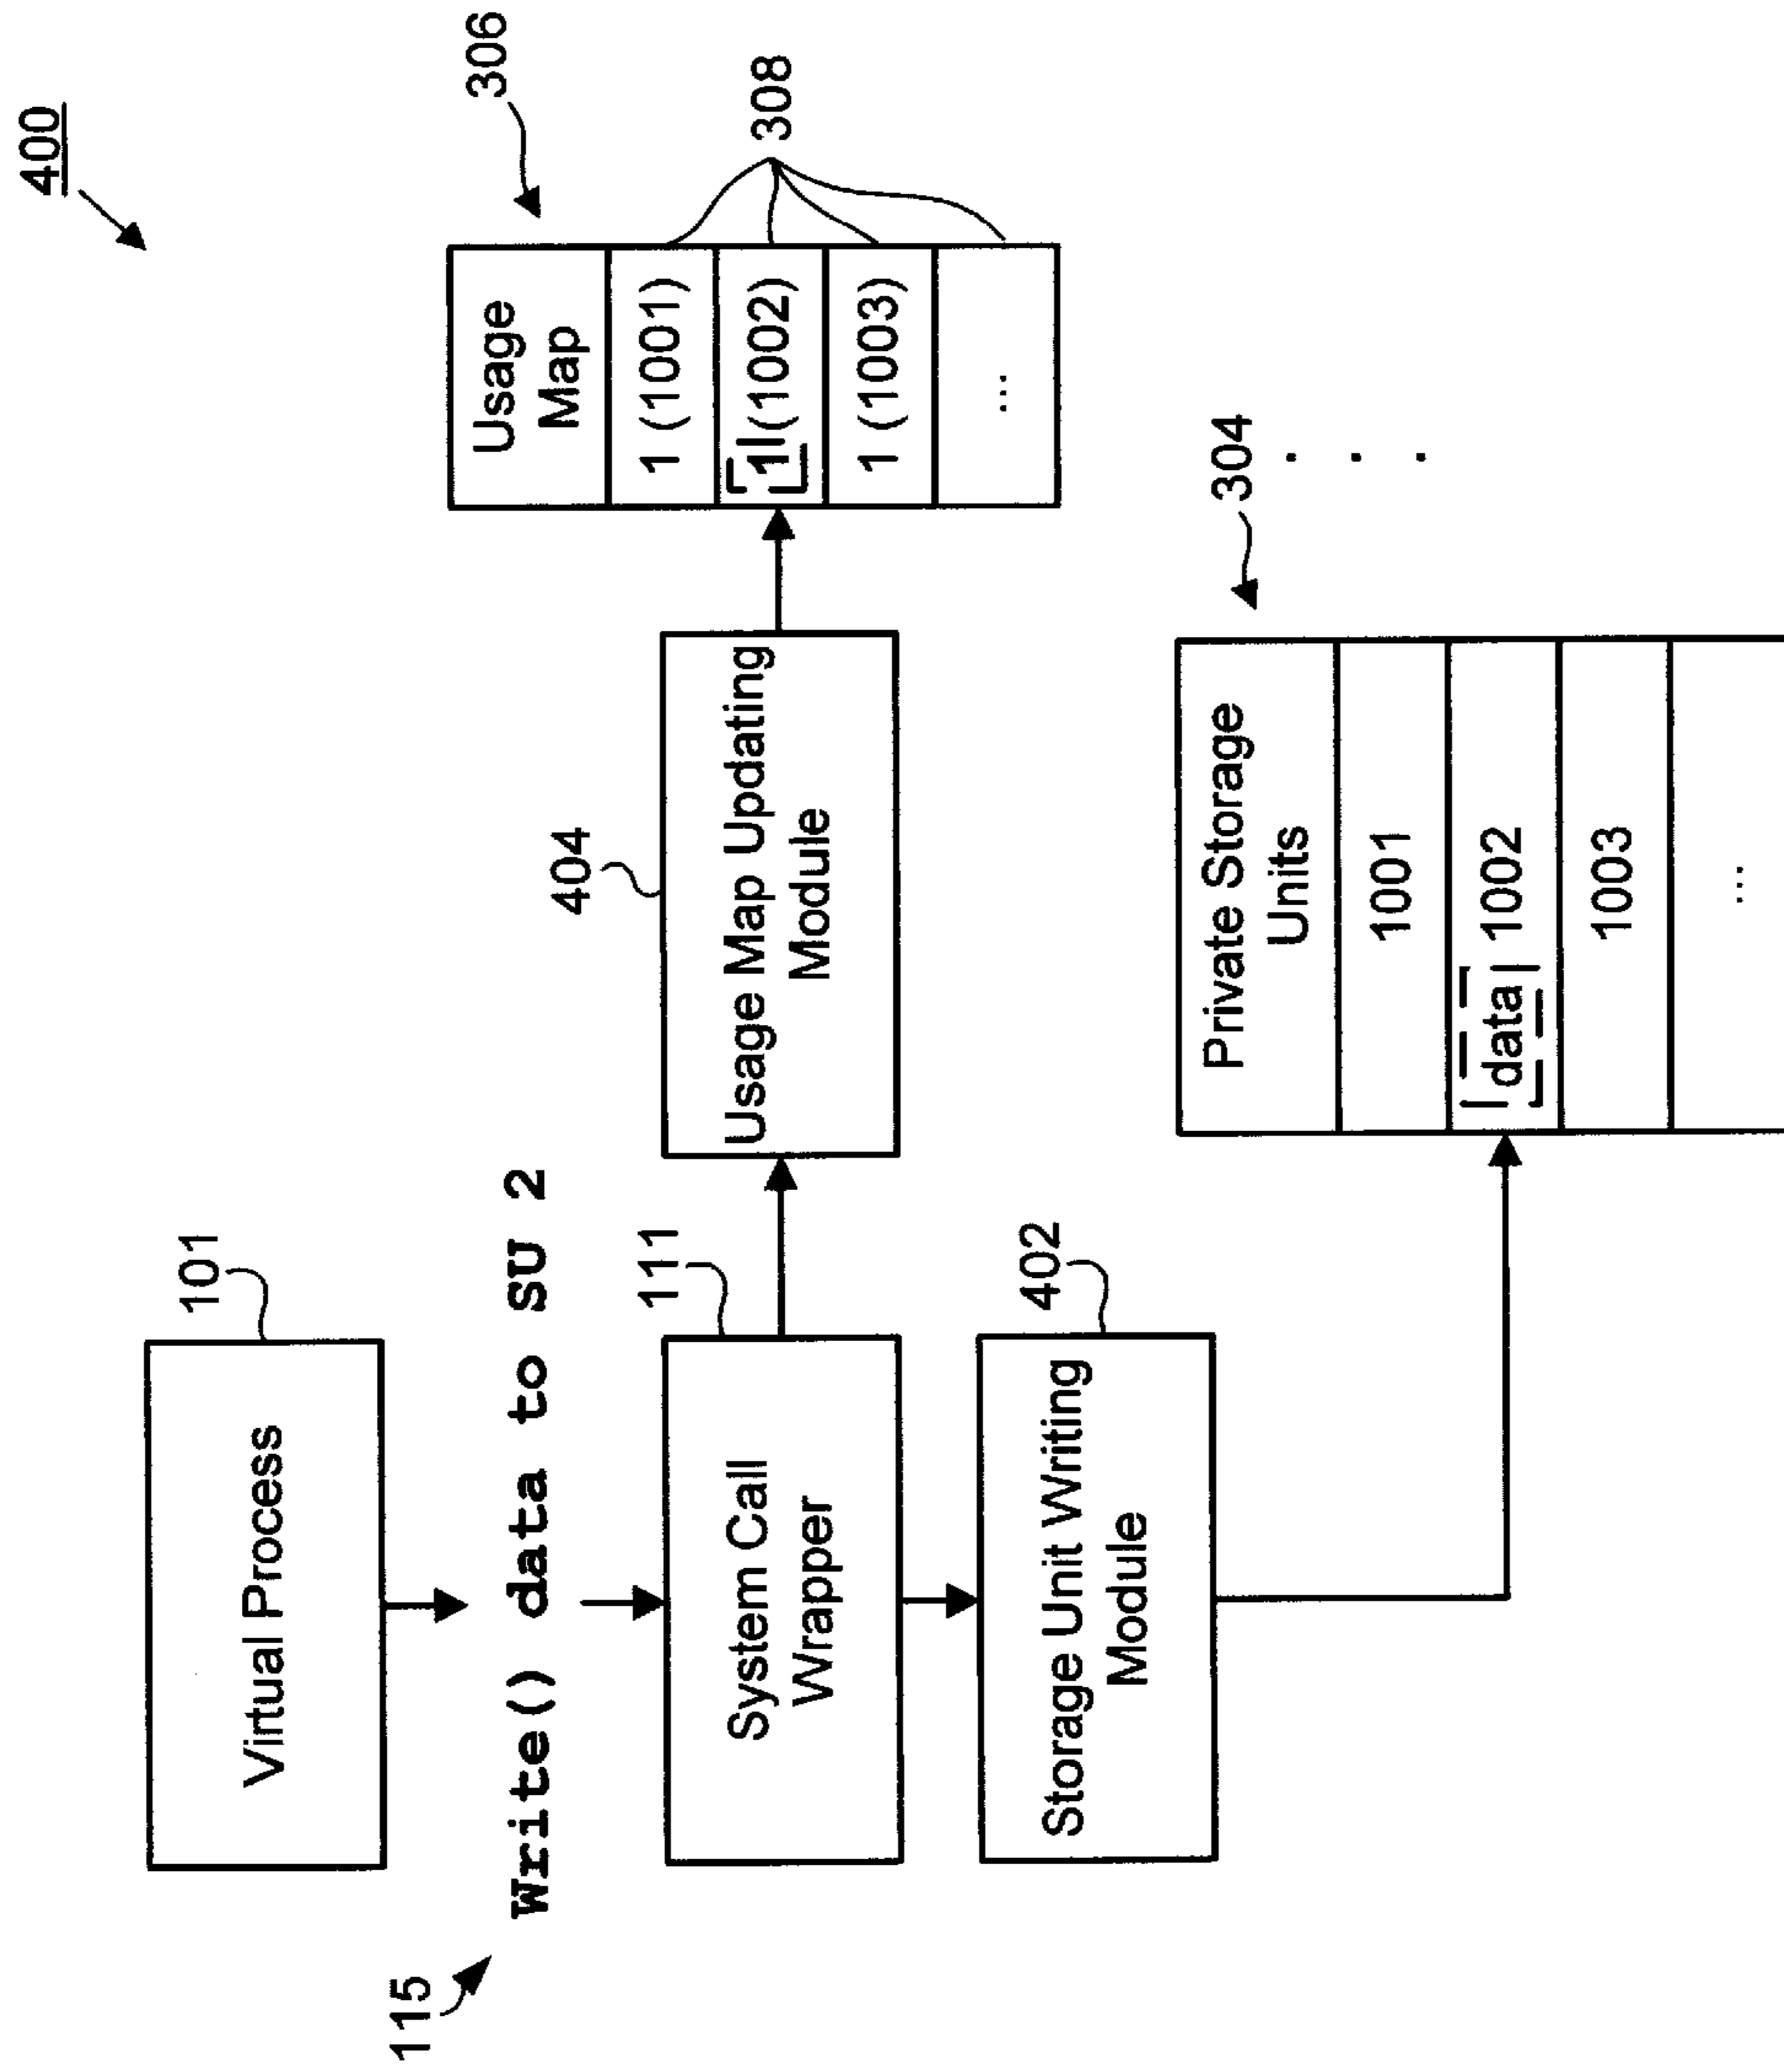 400
101
Virtual Process
115
Write() data to SU 2
111
System Call
Wrapper
404
Usage Map Updating
Module
306
Usage
Map
1 (1001)
1 (1002)
1 (1003)
...
308
402
Storage Unit Writing
Module
304
Private Storage
Units
1001
data 1002
1003
...